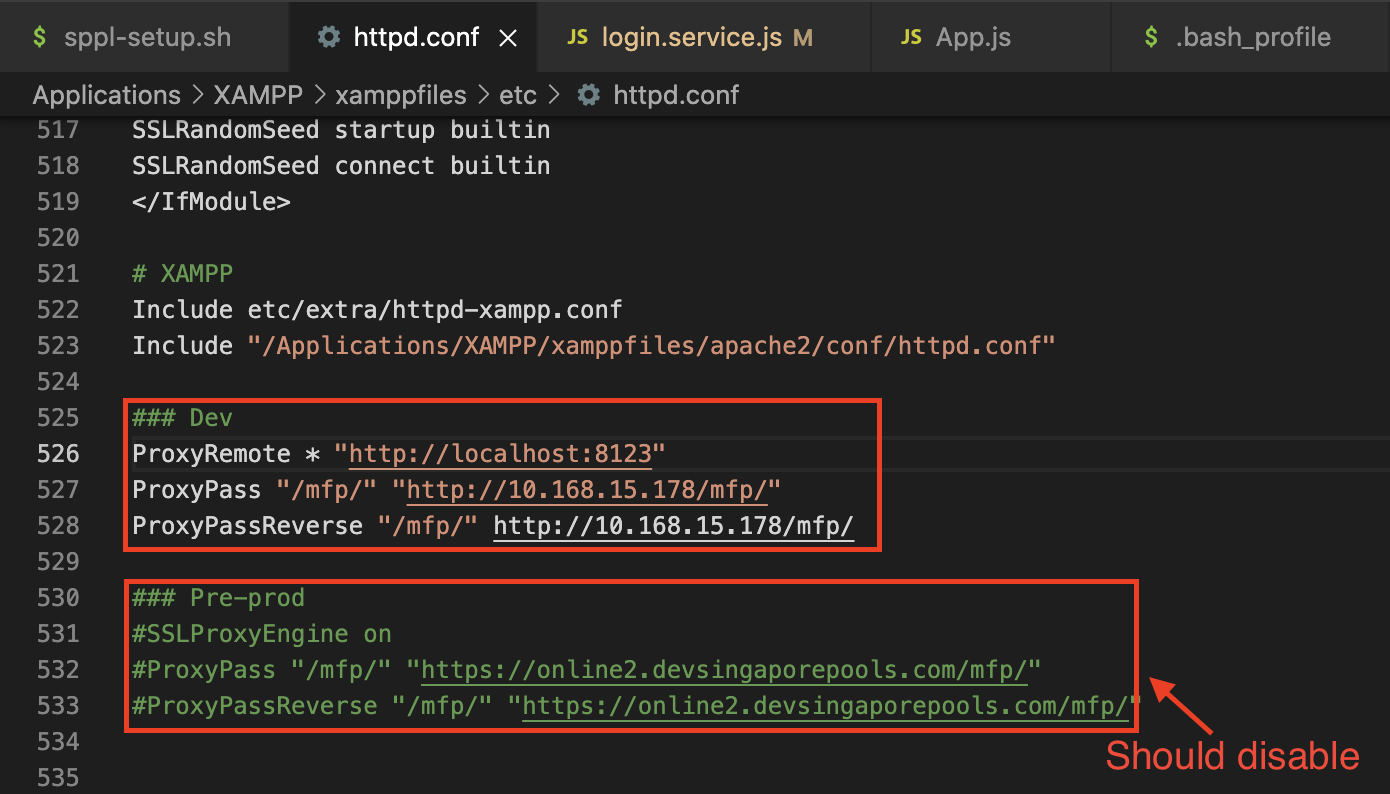 $ sppl-setup.sh httpd.conf × JS login.service.js M JS App.js $ .bash_profile
Applications > XAMPP > xamppfiles > etc > httpd.conf
517 SSLRandomSeed startup builtin
518 SSLRandomSeed connect builtin
519 </IfModule>
520
521 # XAMPP
522 Include etc/extra/httpd-xampp.conf
523 Include "/Applications/XAMPP/xamppfiles/apache2/conf/httpd.conf"
524
525 ### Dev
526 ProxyRemote * "http://localhost:8123"
527 ProxyPass "/mfp/" "http://10.168.15.178/mfp/"
528 ProxyPassReverse "/mfp/" http://10.168.15.178/mfp/
529
530 ### Pre-prod
531 #SSLProxyEngine on
532 #ProxyPass "/mfp/" "https://online2.devsingaporepools.com/mfp/"
533 #ProxyPassReverse "/mfp/" "https://online2.devsingaporepools.com/mfp/"
534
Should disable
535